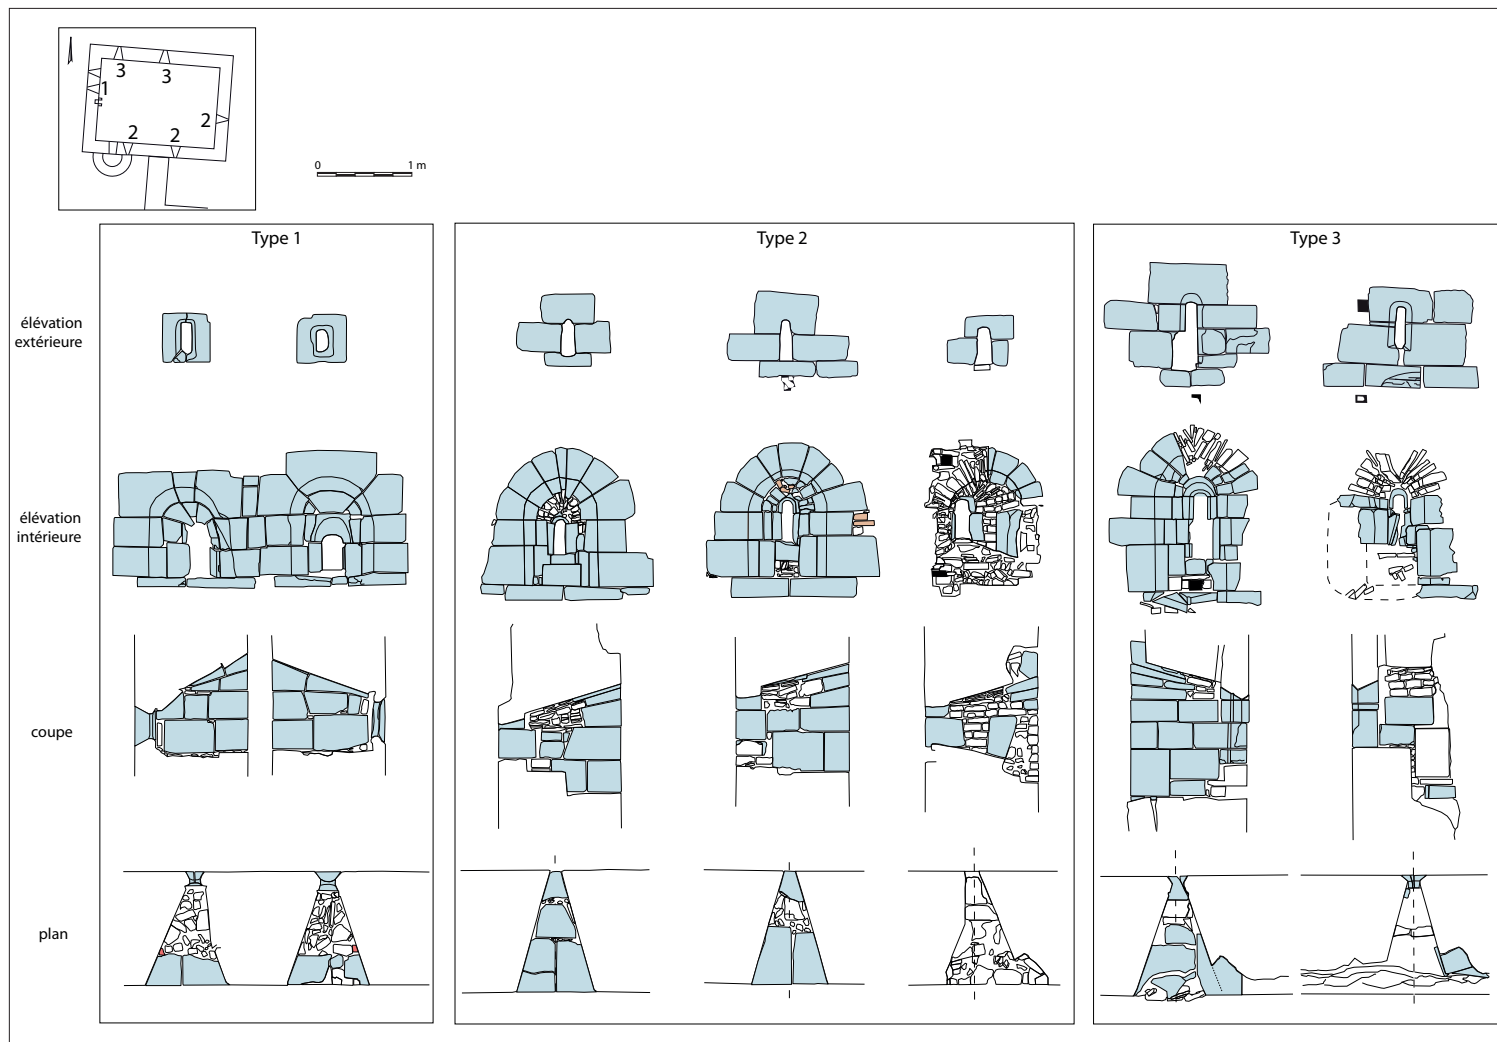 3
3
1
2
2
2
0 1 m
Type 1
Type 2
Type 3
élévation
extérieure
élévation
intérieure
coupe
plan